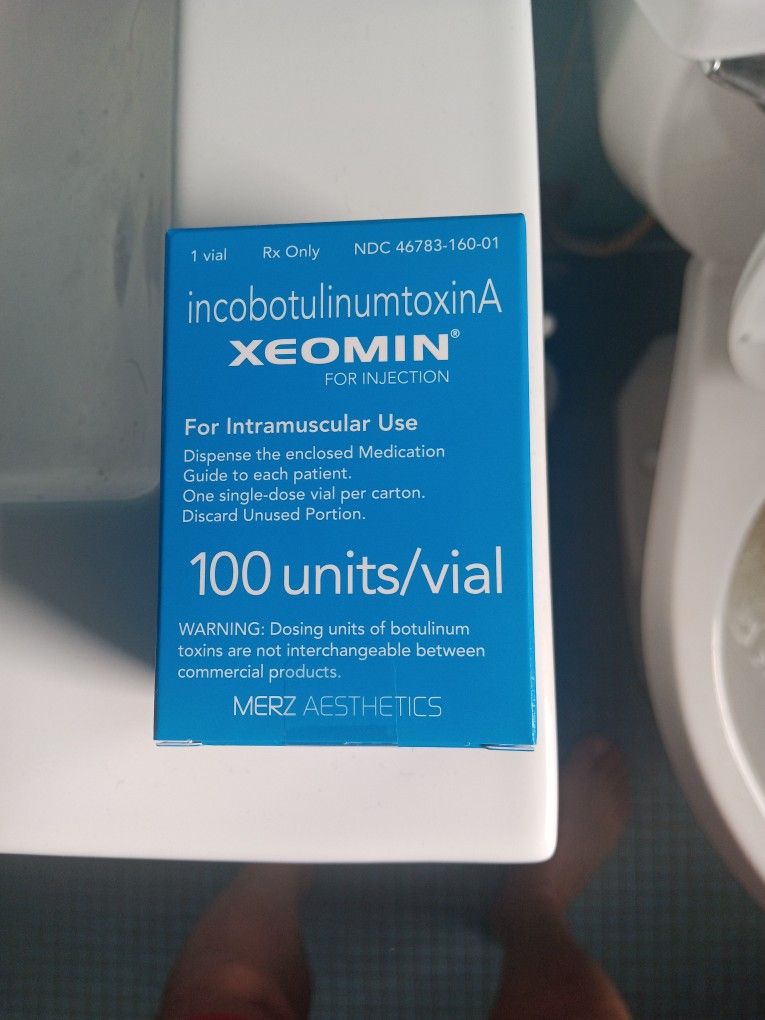 1 vial Rx Only NDC 46783-160-01
incobotulinumtoxinA
XEOMIN®
FOR INJECTION
For Intramuscular Use
Dispense the enclosed Medication
Guide to each patient.
One single-dose vial per carton.
Discard Unused Portion.
100 units/vial
WARNING: Dosing units of botulinum
toxins are not interchangeable between
commercial products.
MERZ AESTHETICS